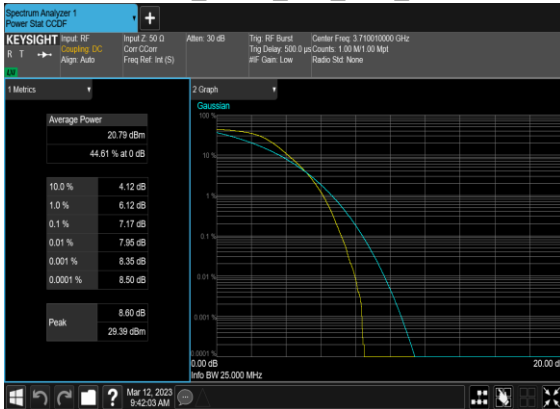 Spectrum Analyzer 1
Power Stat CCDF
+
KEYSIGHT
R T
LV
Input: RF
Coupling: DC
Align: Auto
Input Z: 50 Ω
Corr CCorr
Freq Ref: Int (S)
Atten: 30 dB
Trig: RF Burst
Trig Delay: 500.0 µs
#IF Gain: Low
Center Freq: 3.710010000 GHz
Counts: 1.00 M/1.00 Mpt
Radio Std: None
1 Metrics
Average Power
20.79 dBm
44.61 % at 0 dB
10.0 % 4.12 dB
1.0 % 6.12 dB
0.1 % 7.17 dB
0.01 % 7.95 dB
0.001 % 8.35 dB
0.0001 % 8.50 dB
Peak
8.60 dB
29.39 dBm
2 Graph
Gaussian
100 %
10 %
1 %
0.1 %
0.01 %
0.001 %
0.0001 %
0.00 dB
20.00 d
Info BW 25.000 MHz
?
Mar 12, 2023
9:42:03 AM